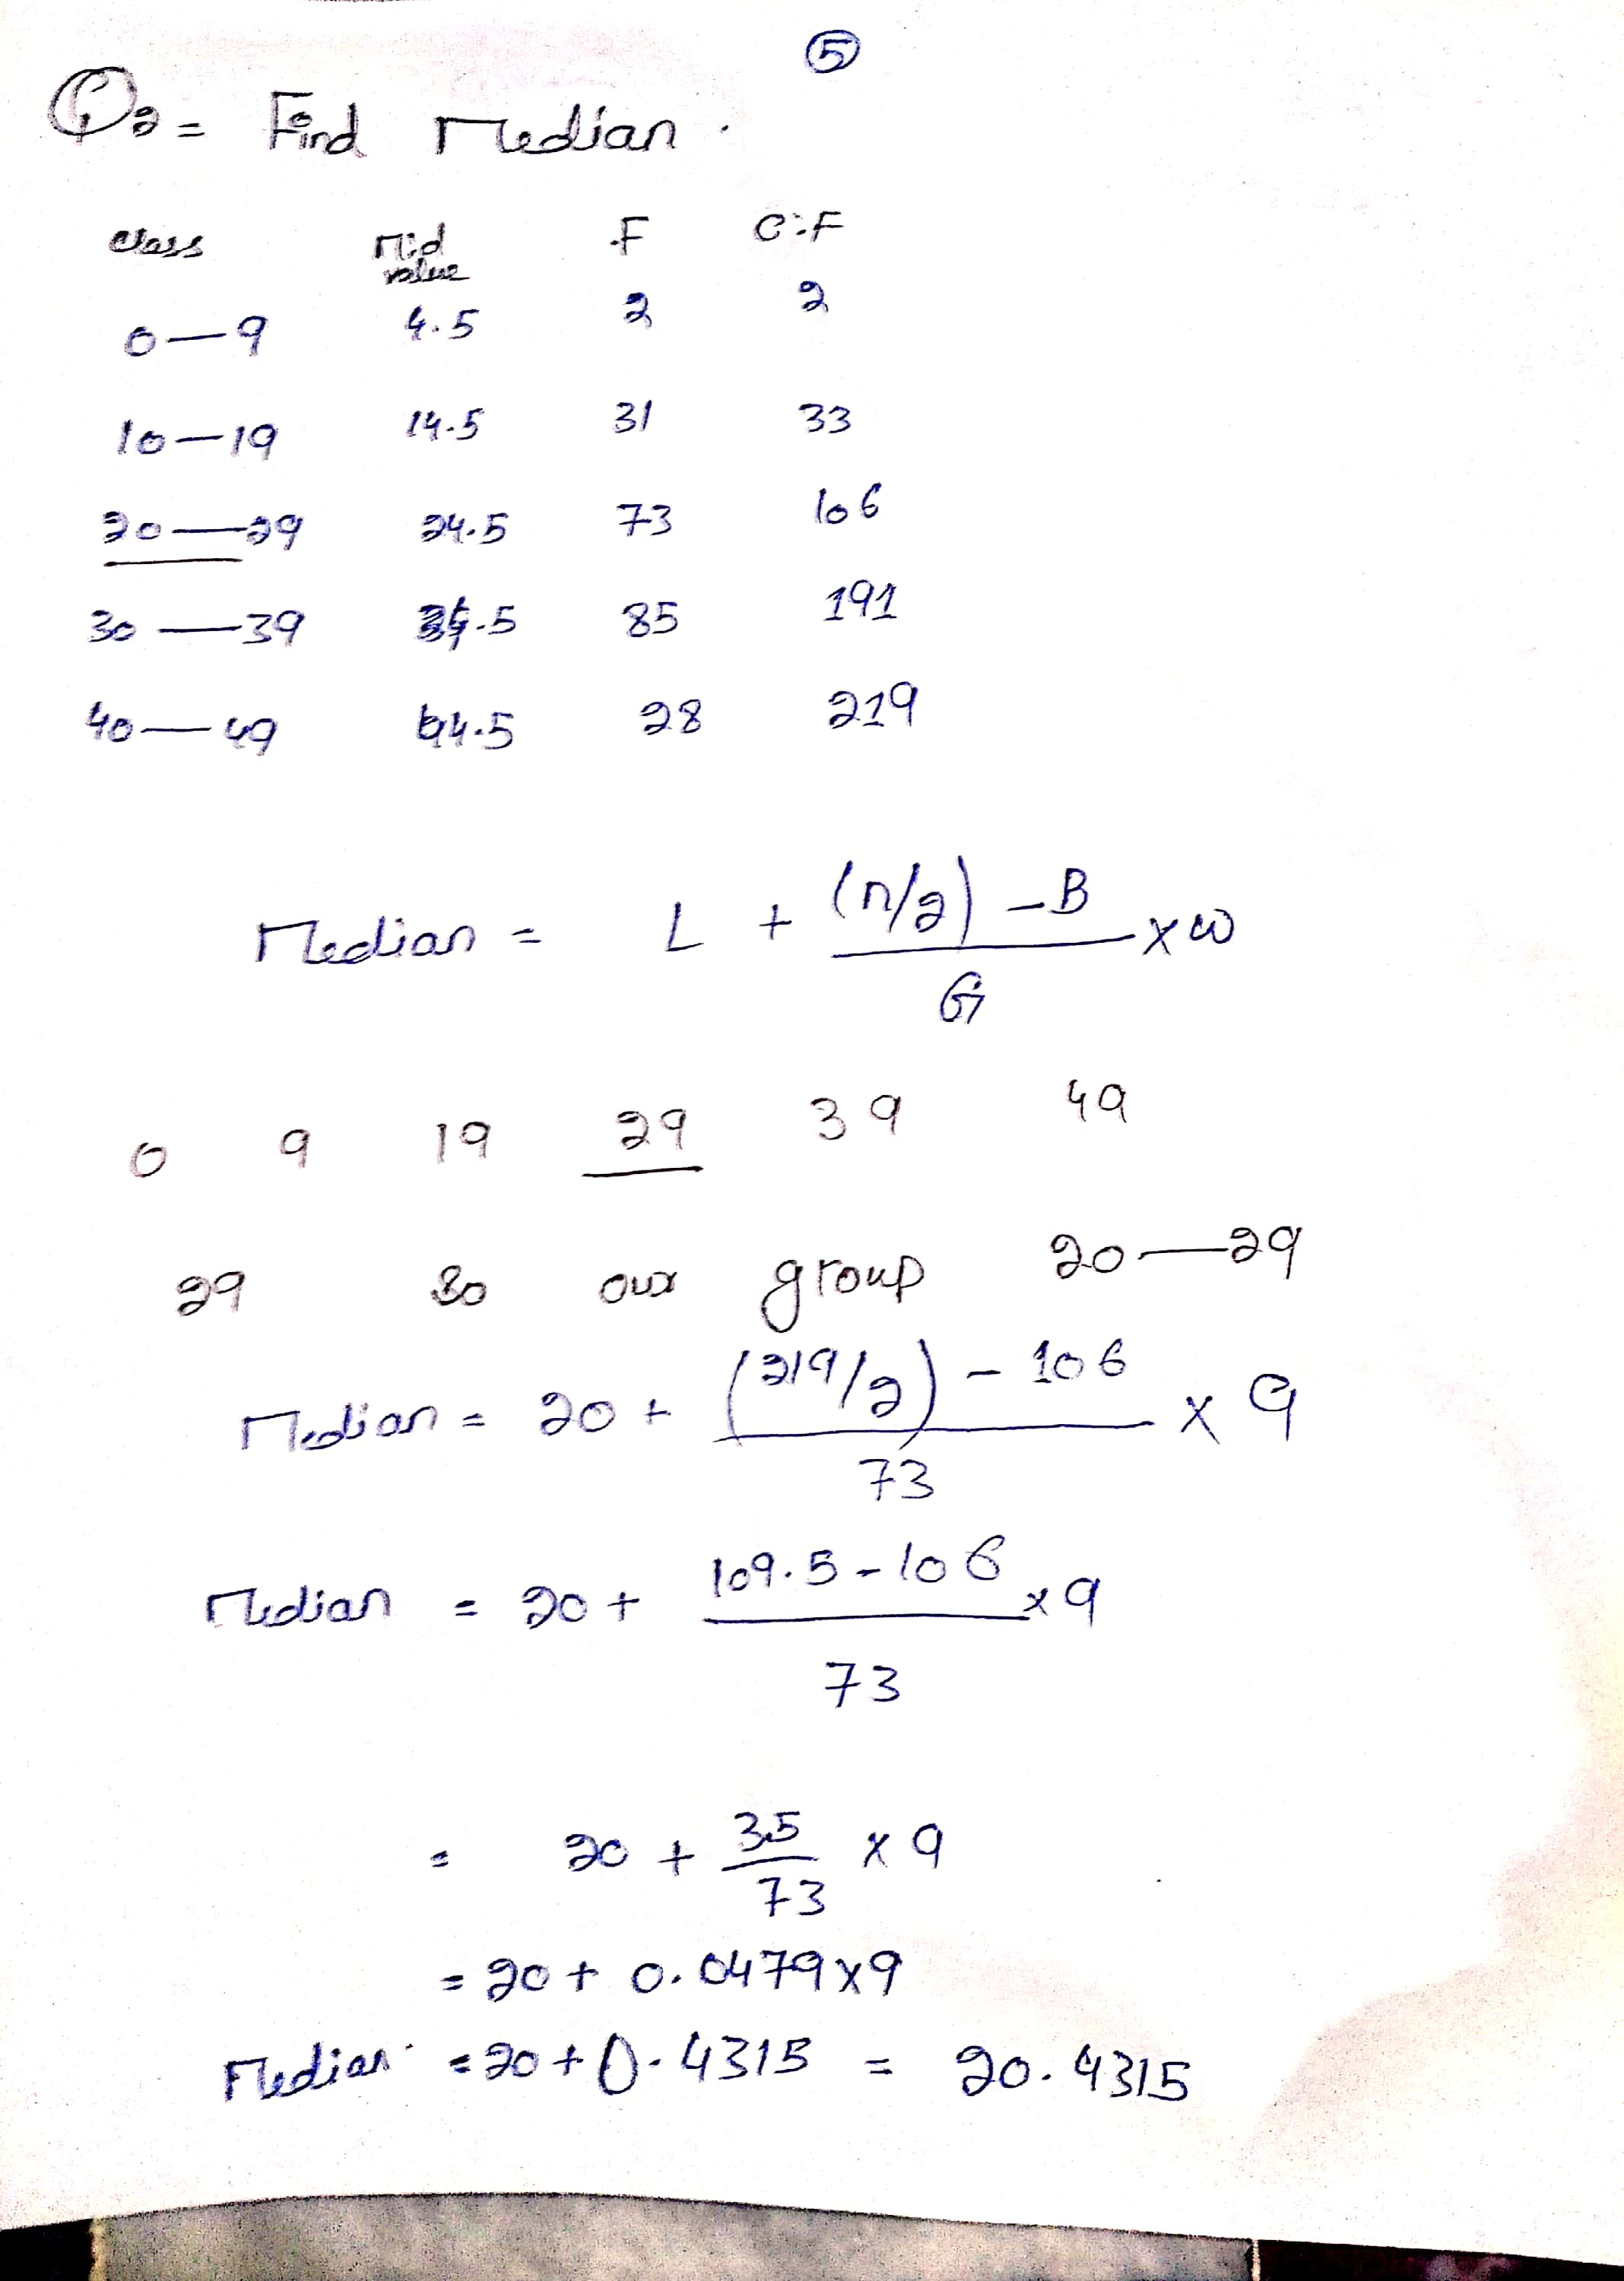 5
Q2 = Find Median.
class Mid value F C.F
0—9 4.5 2 2
10—19 14.5 31 33
20—29 24.5 73 106
30—39 34.5 85 191
40—49 44.5 28 219
Median = L + (n/2) - B / G × w
0 9 19 29 39 49
29 So our group 20—29
Median = 20 + (219/2) - 106 / 73 × 9
Median = 20 + 109.5 - 106 / 73 × 9
= 20 + 3.5 / 73 × 9
= 20 + 0.0479 × 9
Median = 20 + 0.4315 = 20.4315